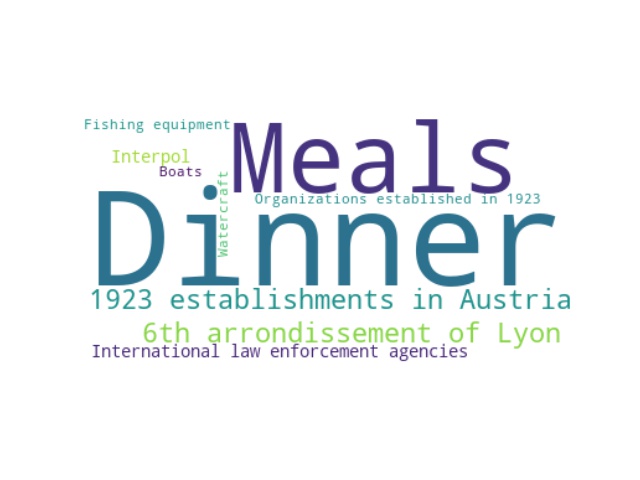 Fishing equipment
Meals
Interpol
Boats
Watercraft
Organizations established in 1923
Dinner
1923 establishments in Austria
6th arrondissement of Lyon
International law enforcement agencies